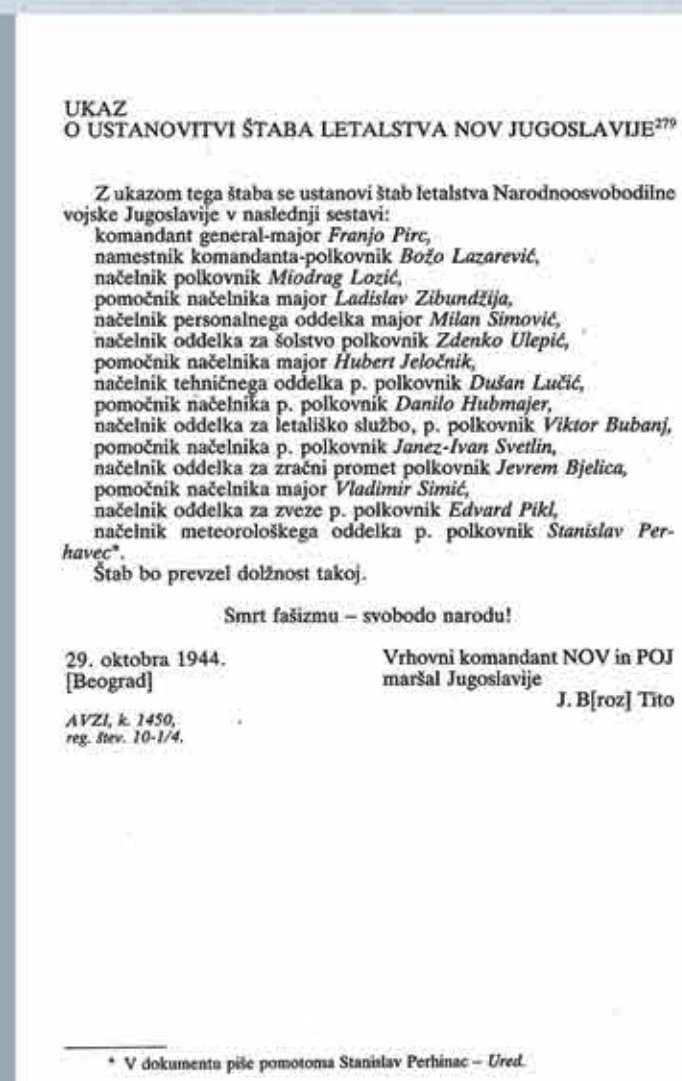 UKAZ
O USTANOVITVI ŠTABA LETALSTVA NOV JUGOSLAVIJE²⁷⁹
Z ukazom tega štaba se ustanovi štab letalstva Narodnoosvobodilne
vojske Jugoslavije v naslednji sestavi:
komandant general-major Franjo Pirc,
namestnik komandanta-polkovnik Božo Lazarević,
načelnik polkovnik Miodrag Lozić,
pomočnik načelnika major Ladislav Zibundžija,
načelnik personalnega oddelka major Milan Simović,
načelnik oddelka za šolstvo polkovnik Zdenko Ulepić,
pomočnik načelnika major Hubert Jeločnik,
načelnik tehničnega oddelka p. polkovnik Dušan Lučić,
pomočnik načelnika p. polkovnik Danilo Hubmajer,
načelnik oddelka za letališko službo, p. polkovnik Viktor Bubanj,
pomočnik načelnika p. polkovnik Janez-Ivan Svetlin,
načelnik oddelka za zračni promet polkovnik Jevrem Bjelica,
pomočnik načelnika major Vladimir Simić,
načelnik oddelka za zveze p. polkovnik Edvard Pikl,
načelnik meteorološkega oddelka p. polkovnik Stanislav Per-
havec*.
Štab bo prevzel dolžnost takoj.
Smrt fašizmu – svobodo narodu!
29. oktobra 1944.
[Beograd]
Vrhovni komandant NOV in POJ
maršal Jugoslavije
J. B[roz] Tito
AVZI, k. 1450,
reg. štev. 10-1/4.
* V dokumentu piše pomotoma Stanislav Perhinac – Ured.